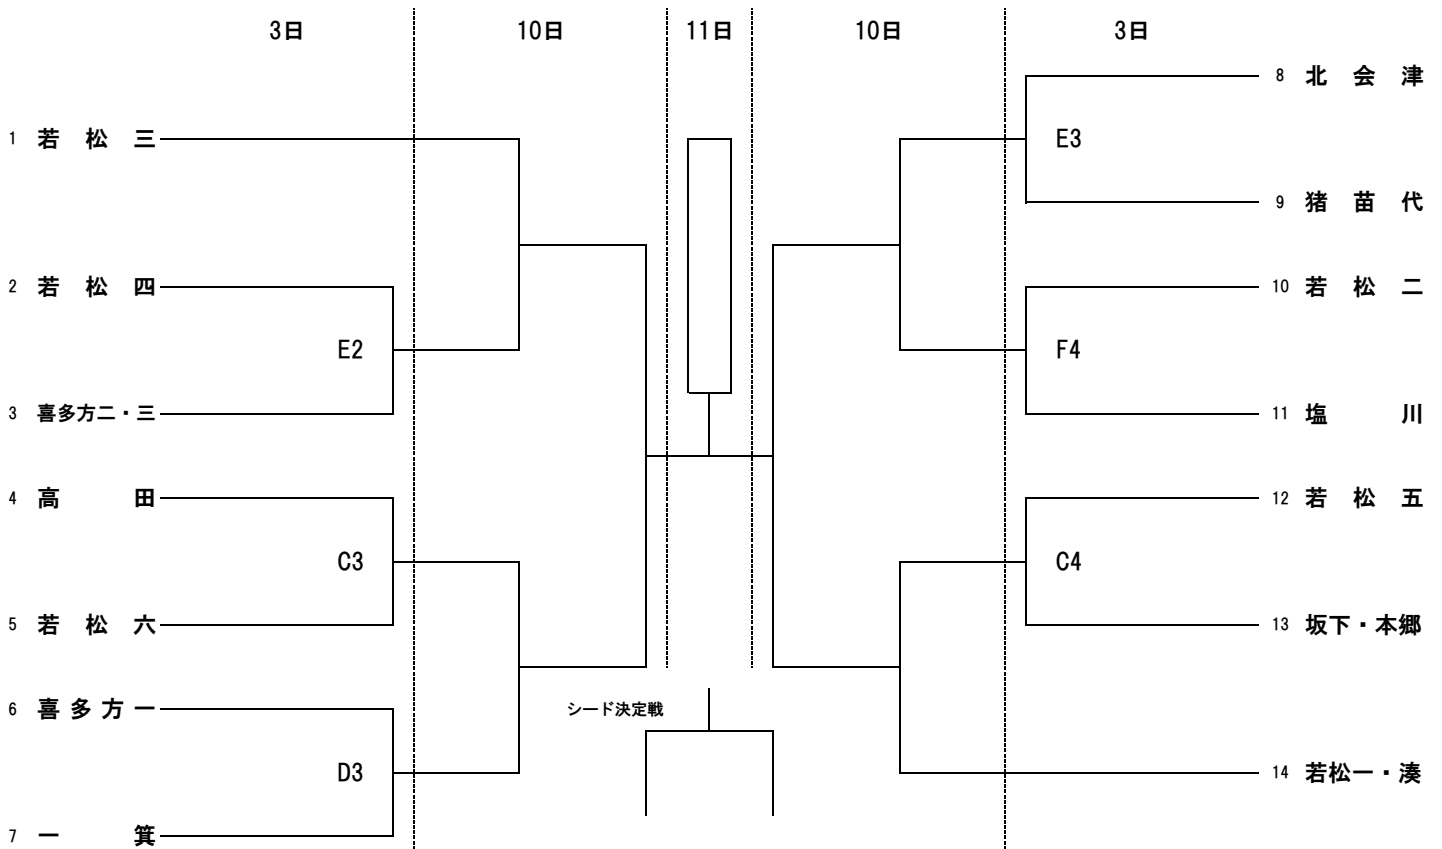 3日 10日 11日 10日 3日
8 北会津
1 若松三
E3
9 猪苗代
2 若松四
10 若松二
E2
F4
3 喜多方二・三
11 塩川
4 高田
12 若松五
C3
C4
5 若松六
13 坂下・本郷
6 喜多方一
シード決定戦
D3
14 若松一・湊
7 一箕